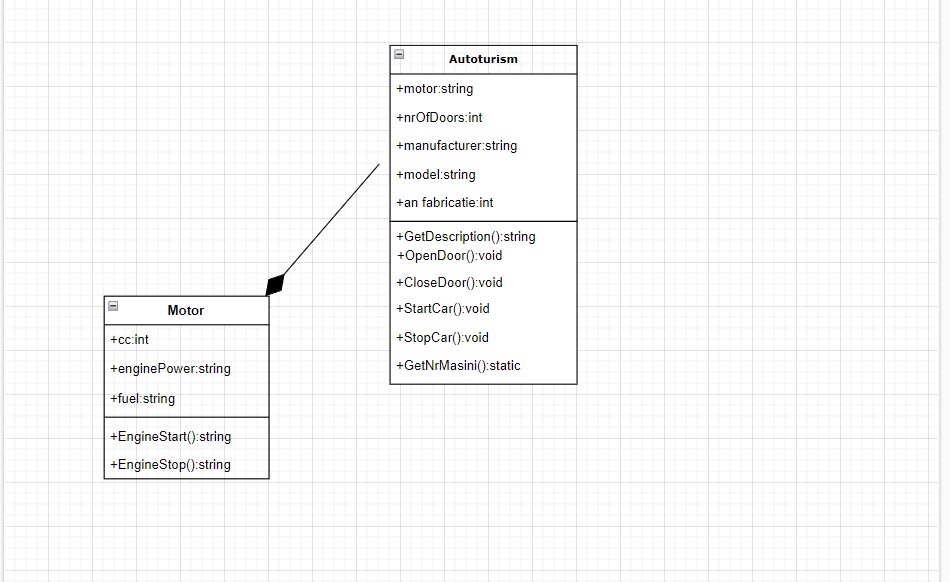 Autoturism
+motor:string
+nrOfDoors:int
+manufacturer:string
+model:string
+an fabricatie:int
+GetDescription():string
+OpenDoor():void
+CloseDoor():void
+StartCar():void
+StopCar():void
+GetNrMasini():static
Motor
+cc:int
+enginePower:string
+fuel:string
+EngineStart():string
+EngineStop():string